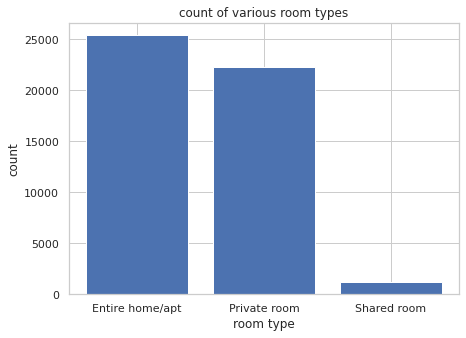 count of various room types
count
25000
20000
15000
10000
5000
0
Entire home/apt Private room Shared room
room type